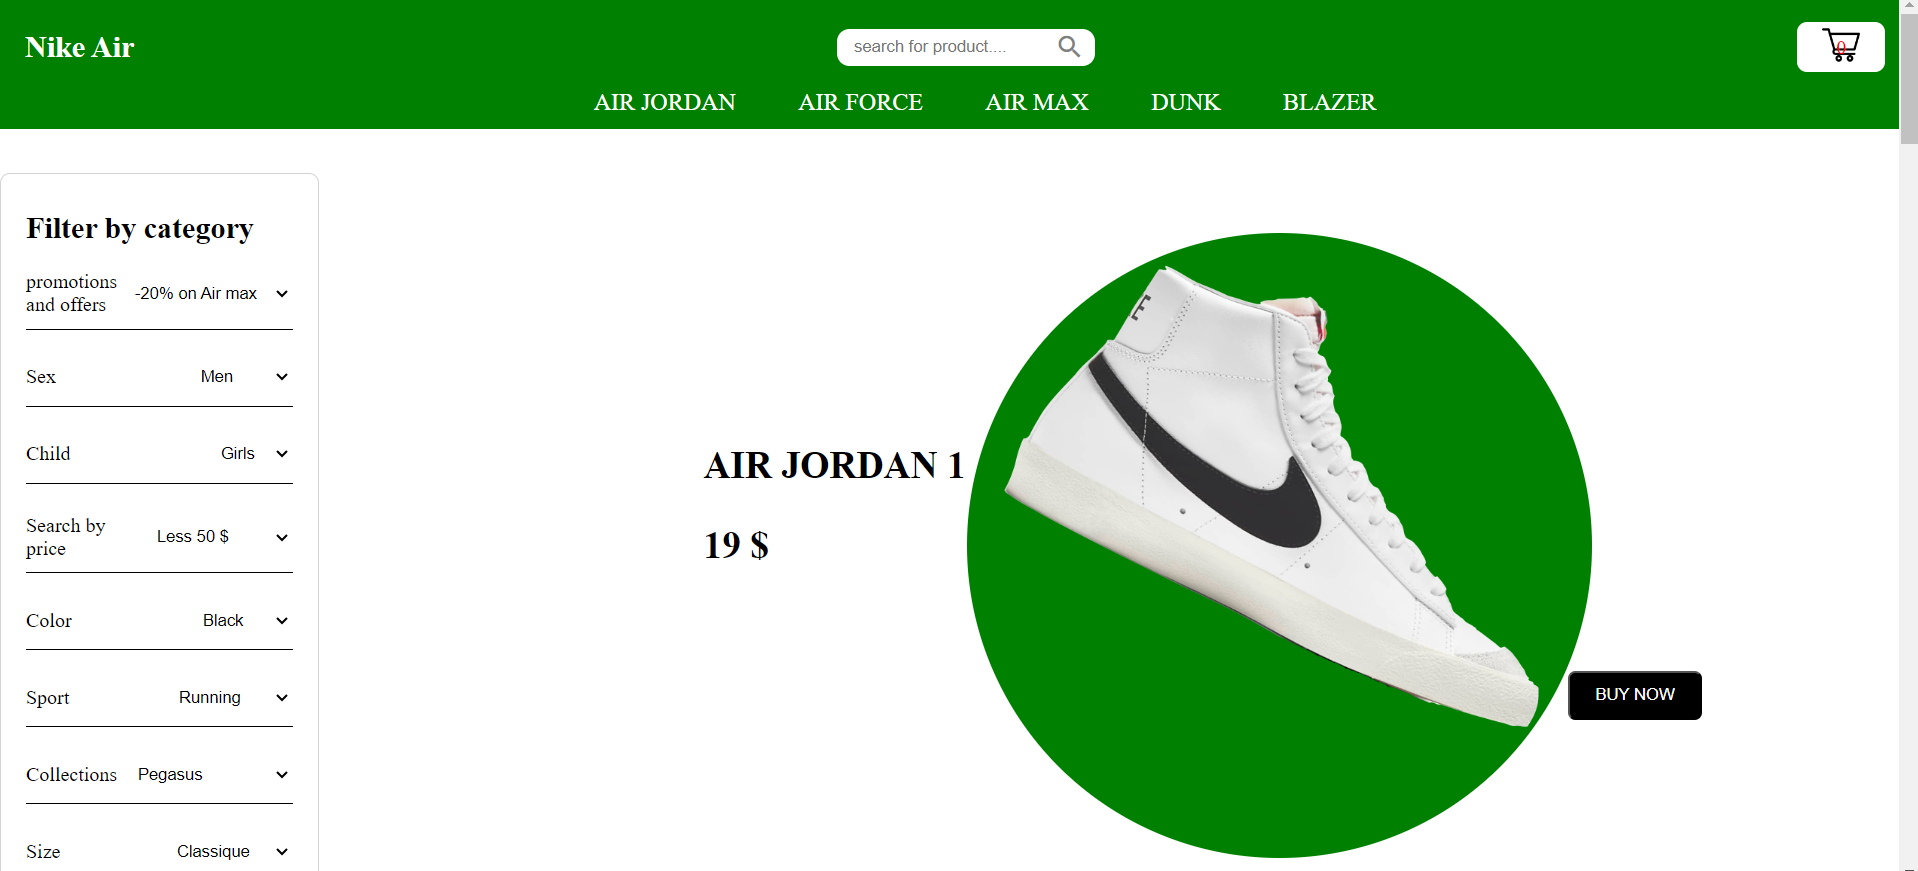 Nike Air
search for product....
0
AIR JORDAN
AIR FORCE
AIR MAX
DUNK
BLAZER
Filter by category
promotions
and offers
-20% on Air max
Sex
Men
Child
Girls
Search by
price
Less 50 $
Color
Black
Sport
Running
Collections
Pegasus
Size
Classique
AIR JORDAN 1
19 $
BUY NOW